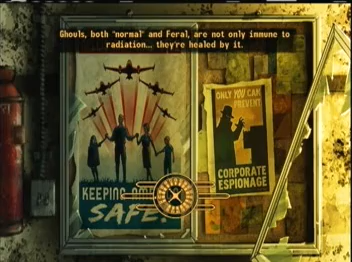 Ghouls, both "normal" and Feral, are not only immune to
radiation... they're healed by it.
ONLY YOU CAN
PREVENT
CORPORATE
ESPIONAGE
KEEPING
SAFE!